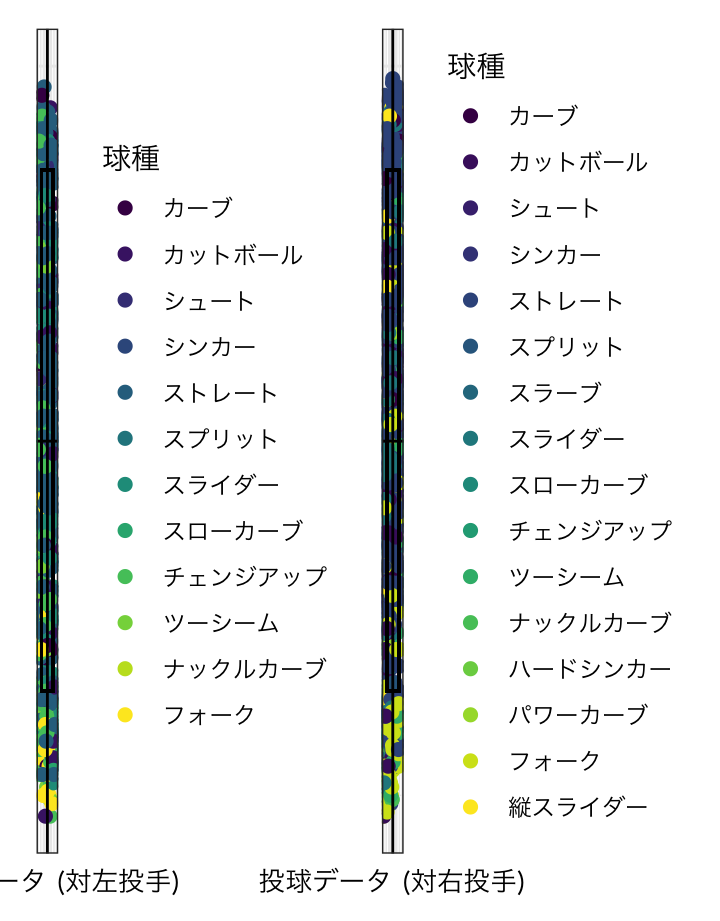 球種
カーブ
カットボール
シュート
シンカー
ストレート
スプリット
スライダー
スローカーブ
チェンジアップ
ツーシーム
ナックルカーブ
フォーク
ータ (対左投手)
球種
カーブ
カットボール
シュート
シンカー
ストレート
スプリット
スラーブ
スライダー
スローカーブ
チェンジアップ
ツーシーム
ナックルカーブ
ハードシンカー
パワーカーブ
フォーク
縦スライダー
投球データ (対右投手)